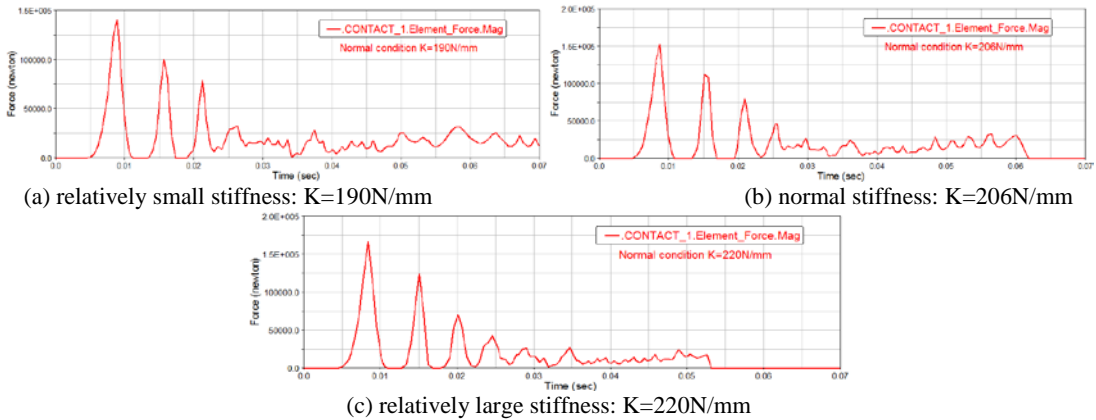 1.5E+005
100000.0
50000.0
0.0
Force (newton)
.CONTACT_1.Element_Force.Mag
Normal condition K=190N/mm
0.0 0.01 0.02 0.03 0.04 0.05 0.06 0.07
Time (sec)
(a) relatively small stiffness: K=190N/mm
2.0E+005
1.5E+005
100000.0
50000.0
0.0
Force (newton)
.CONTACT_1.Element_Force.Mag
Normal condition K=206N/mm
0.0 0.01 0.02 0.03 0.04 0.05 0.06 0.07
Time (sec)
(b) normal stiffness: K=206N/mm
2.0E+005
1.5E+005
100000.0
50000.0
0.0
Force (newton)
.CONTACT_1.Element_Force.Mag
Normal condition K=220N/mm
0.0 0.01 0.02 0.03 0.04 0.05 0.06 0.07
Time (sec)
(c) relatively large stiffness: K=220N/mm